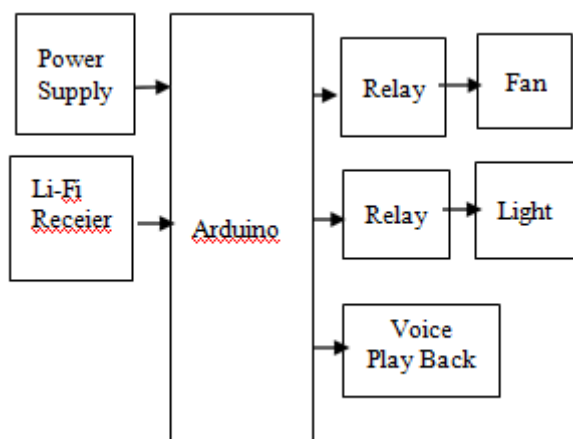 Power
Supply
Li-Fi
Receier
Arduino
Relay
Fan
Relay
Light
Voice
Play Back